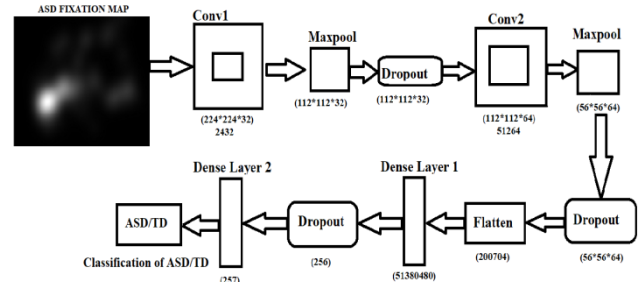 ASD FIXATION MAP
Conv1
(224*224*32)
2432
Maxpool
(112*112*32)
Dropout
(112*112*32)
Conv2
(112*112*64)
51264
Maxpool
(56*56*64)
Dropout
(56*56*64)
Flatten
(200704)
Dense Layer 1
(51380480)
Dropout
(256)
Dense Layer 2
(257)
ASD/TD
Classification of ASD/TD